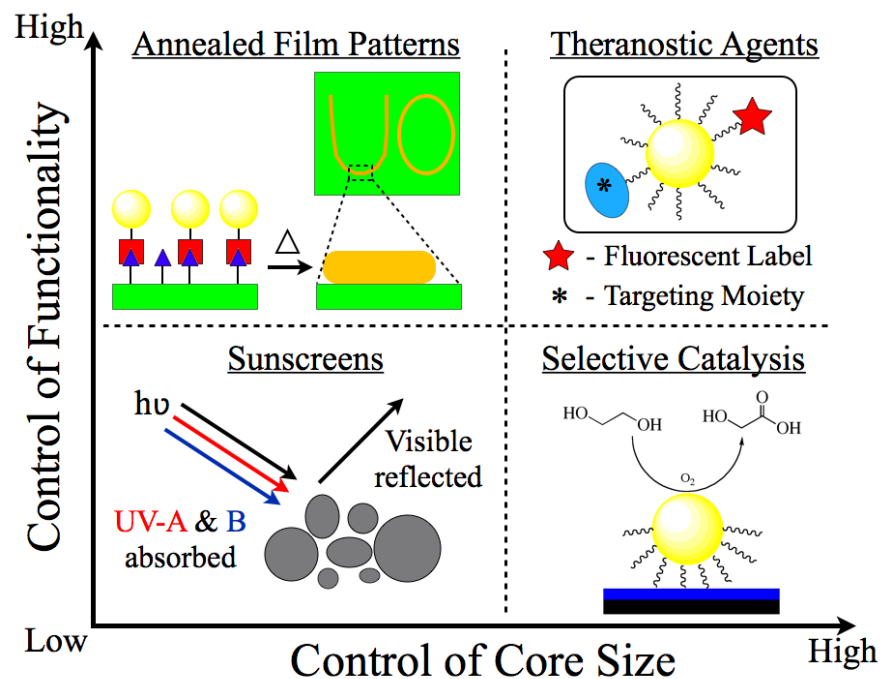 High
Control of Functionality
Low
Annealed Film Patterns
△
Theranostic Agents
*
- Fluorescent Label
* - Targeting Moiety
Sunscreens
hυ
Visible
reflected
UV-A & B
absorbed
Selective Catalysis
HO
OH
HO
O
OH
O₂
Control of Core Size
High